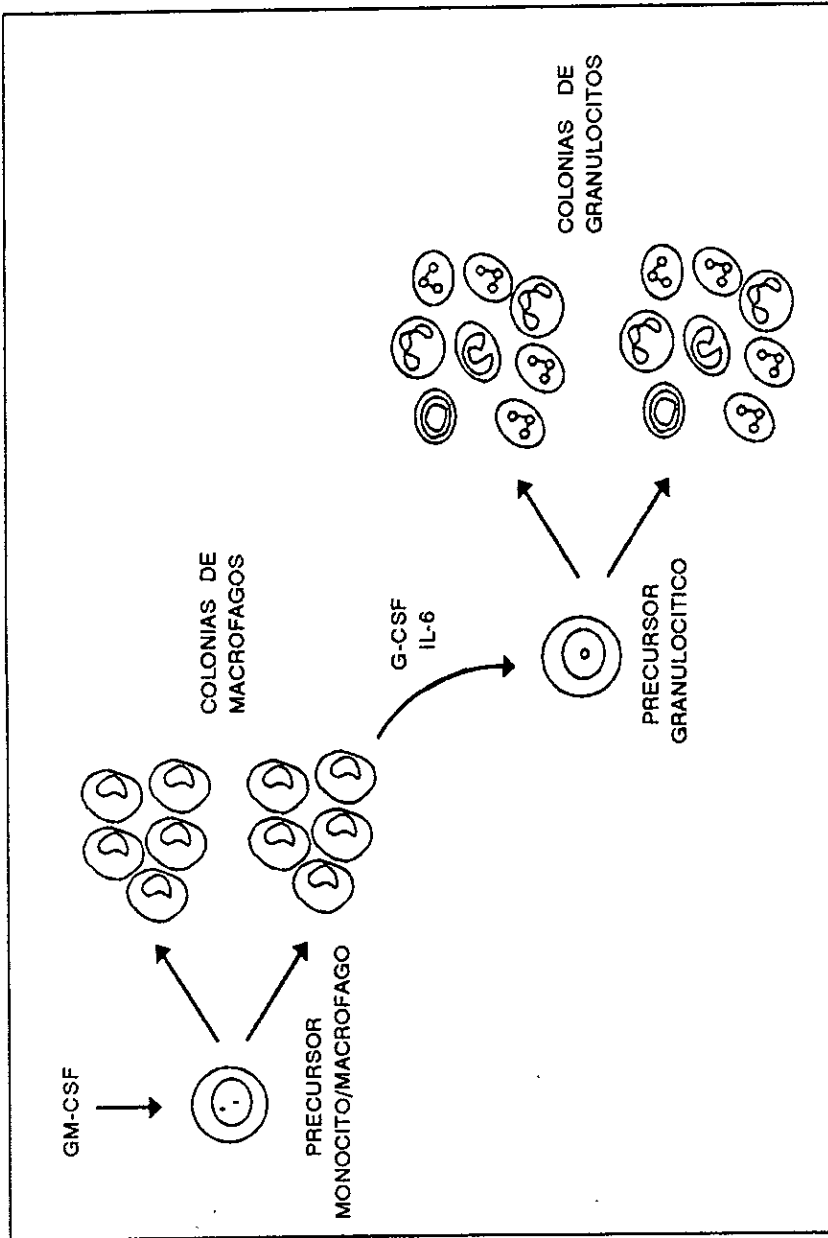 GM-CSF
PRECURSOR
MONOCITO/MACROFAGO
COLONIAS DE
MACROFAGOS
G-CSF
IL-6
PRECURSOR
GRANULOCITICO
COLONIAS DE
GRANULOCITOS